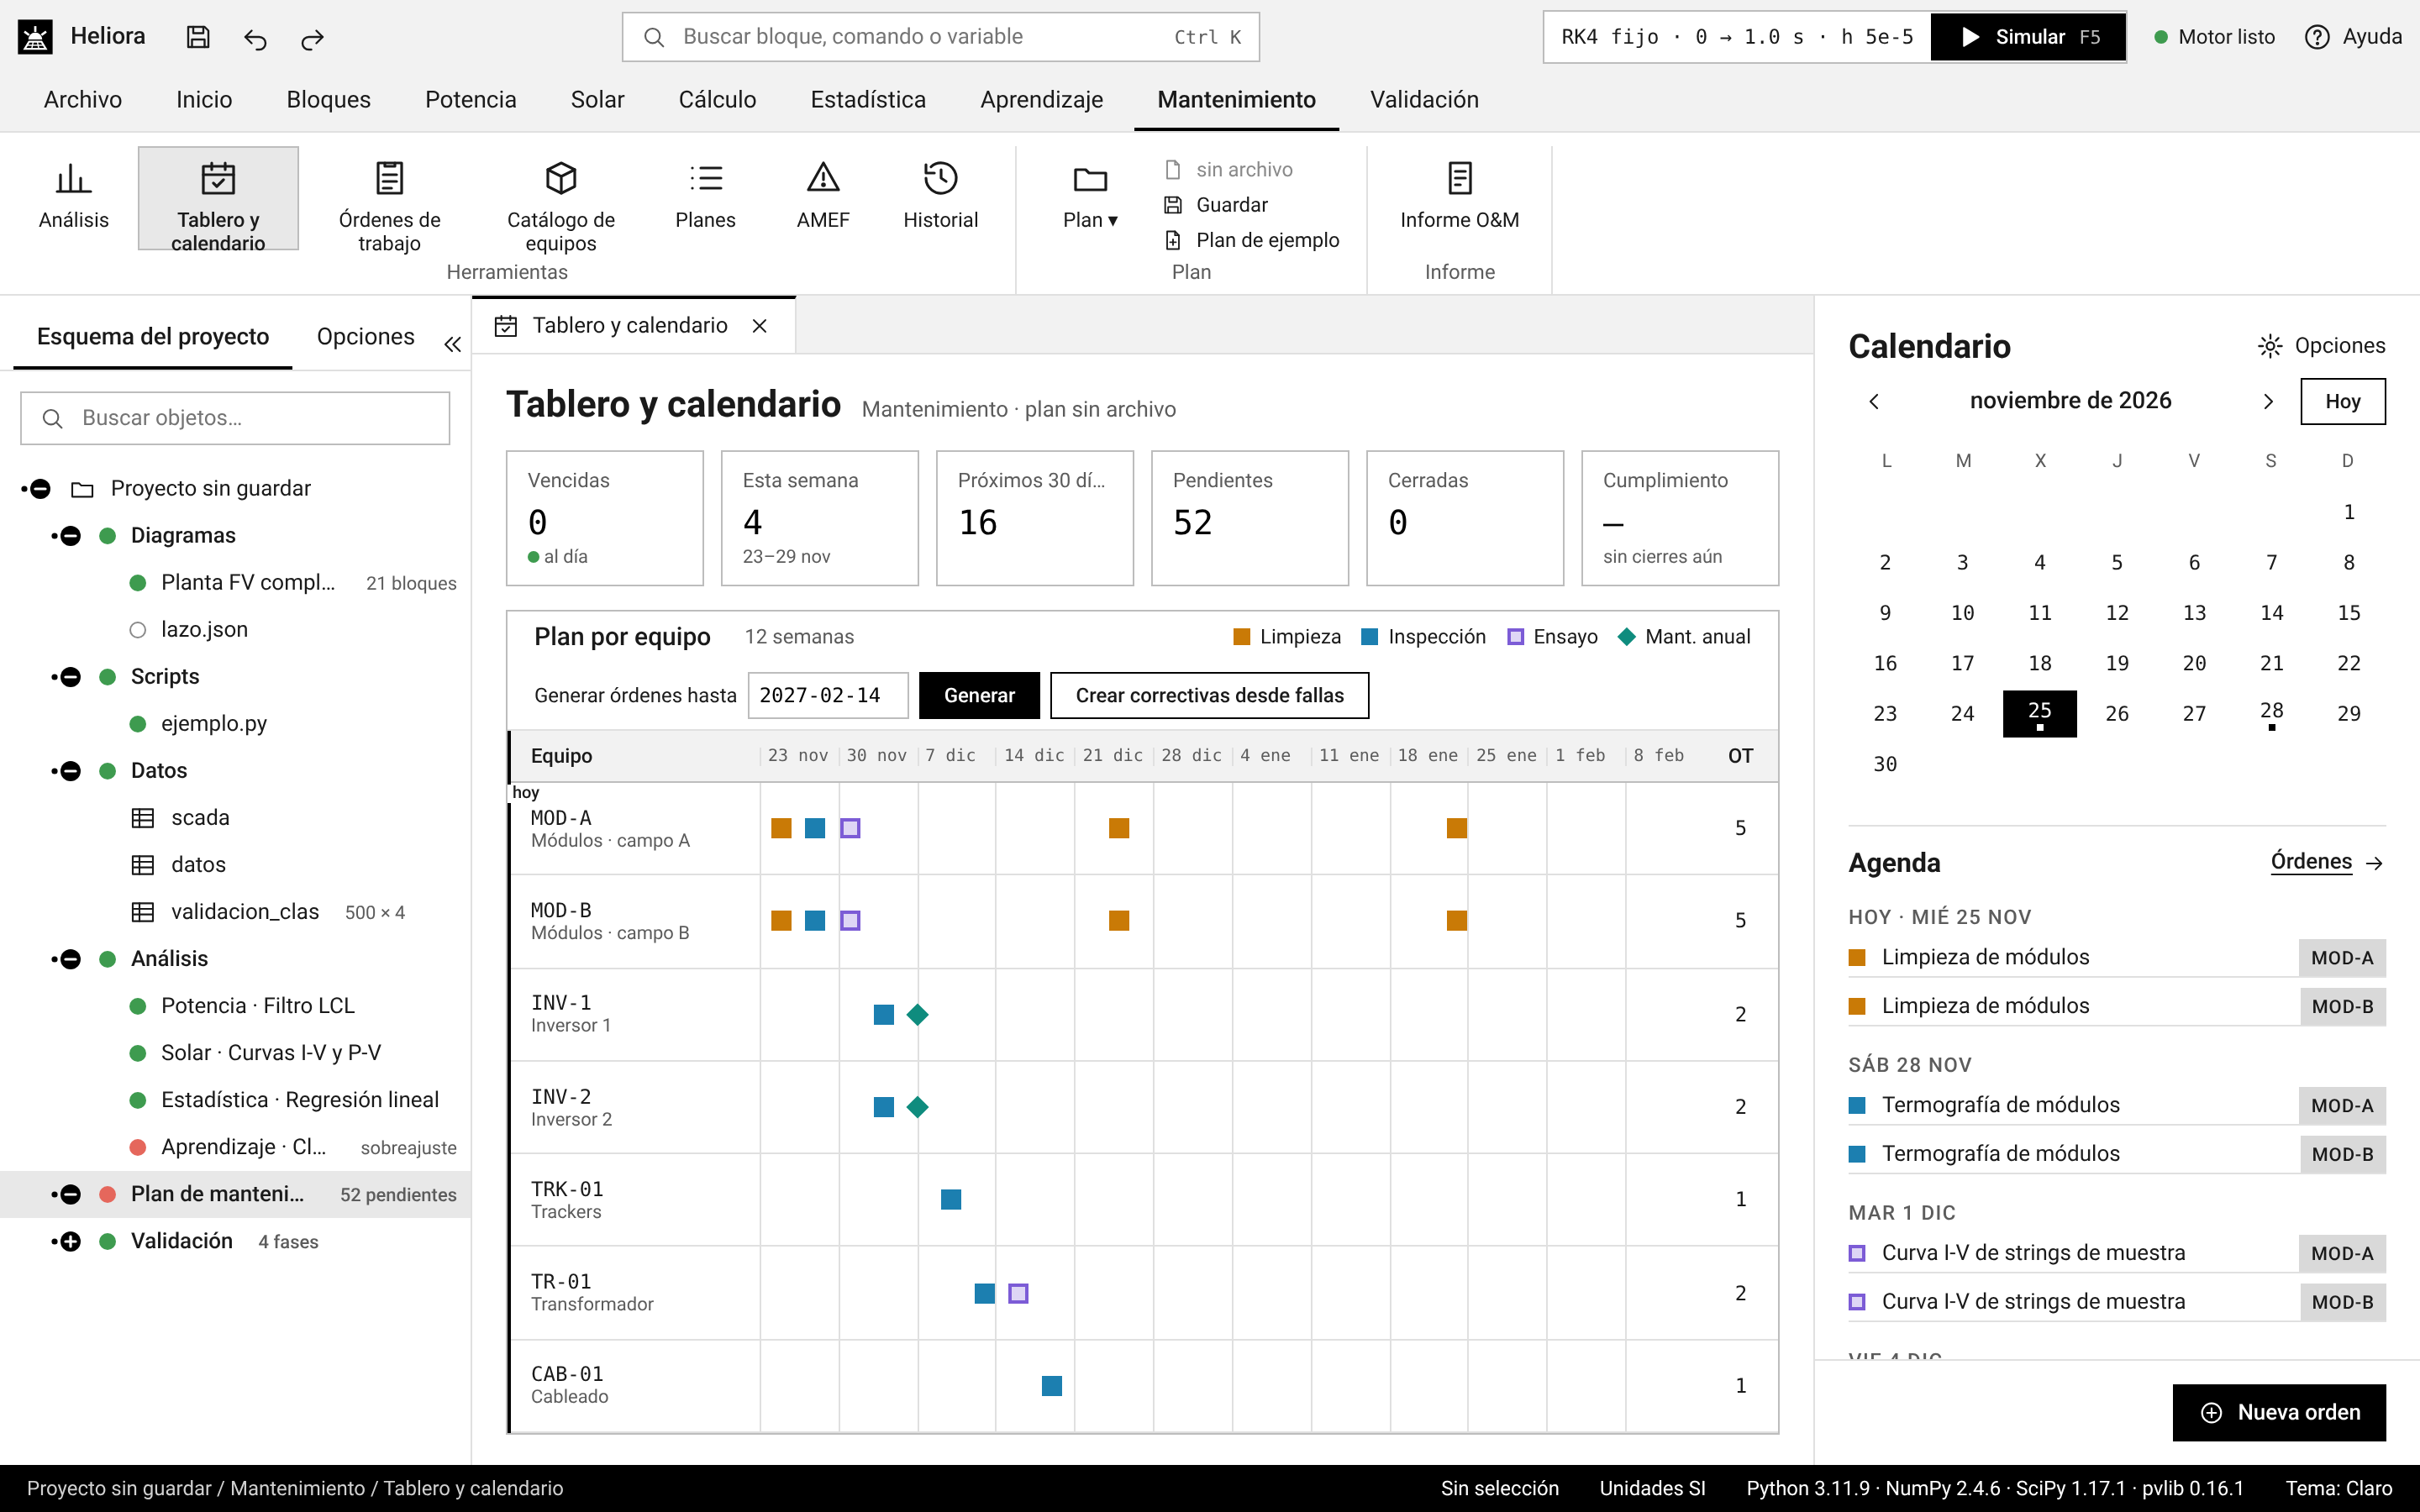 Heliora
Buscar bloque, comando o variable Ctrl K
RK4 fijo · 0 → 1.0 s · h 5e-5
Simular F5
Motor listo
Ayuda
Archivo Inicio Bloques Potencia Solar Cálculo Estadística Aprendizaje Mantenimiento Validación
Análisis
Tablero y
calendario
Órdenes de
trabajo
Catálogo de
equipos
Planes
AMEF
Historial
Herramientas
Plan ▾
sin archivo
Guardar
Plan de ejemplo
Plan
Informe O&M
Informe
Esquema del proyecto Opciones
Buscar objetos...
Proyecto sin guardar
Diagramas
Planta FV compl... 21 bloques
lazo.json
Scripts
ejemplo.py
Datos
scada
datos
validacion_clas 500 × 4
Análisis
Potencia · Filtro LCL
Solar · Curvas I-V y P-V
Estadística · Regresión lineal
Aprendizaje · Cl... sobreajuste
Plan de manteni... 52 pendientes
Validación 4 fases
Tablero y calendario
Tablero y calendario Mantenimiento · plan sin archivo
Vencidas
0
al día
Esta semana
4
23–29 nov
Próximos 30 dí...
16
Pendientes
52
Cerradas
0
Cumplimiento
—
sin cierres aún
Plan por equipo 12 semanas
Limpieza Inspección Ensayo Mant. anual
Generar órdenes hasta 2027-02-14 Generar Crear correctivas desde fallas
Equipo 23 nov 30 nov 7 dic 14 dic 21 dic 28 dic 4 ene 11 ene 18 ene 25 ene 1 feb 8 feb OT
hoy
MOD-A
Módulos · campo A
5
MOD-B
Módulos · campo B
5
INV-1
Inversor 1
2
INV-2
Inversor 2
2
TRK-01
Trackers
1
TR-01
Transformador
2
CAB-01
Cableado
1
Calendario Opciones
noviembre de 2026 Hoy
L M X J V S D
1
2 3 4 5 6 7 8
9 10 11 12 13 14 15
16 17 18 19 20 21 22
23 24 25 26 27 28 29
30
Agenda Órdenes →
HOY · MIÉ 25 NOV
Limpieza de módulos MOD-A
Limpieza de módulos MOD-B
SÁB 28 NOV
Termografía de módulos MOD-A
Termografía de módulos MOD-B
MAR 1 DIC
Curva I-V de strings de muestra MOD-A
Curva I-V de strings de muestra MOD-B
VIE 4 DIC
Nueva orden
Proyecto sin guardar / Mantenimiento / Tablero y calendario
Sin selección Unidades SI Python 3.11.9 · NumPy 2.4.6 · SciPy 1.17.1 · pvlib 0.16.1 Tema: Claro